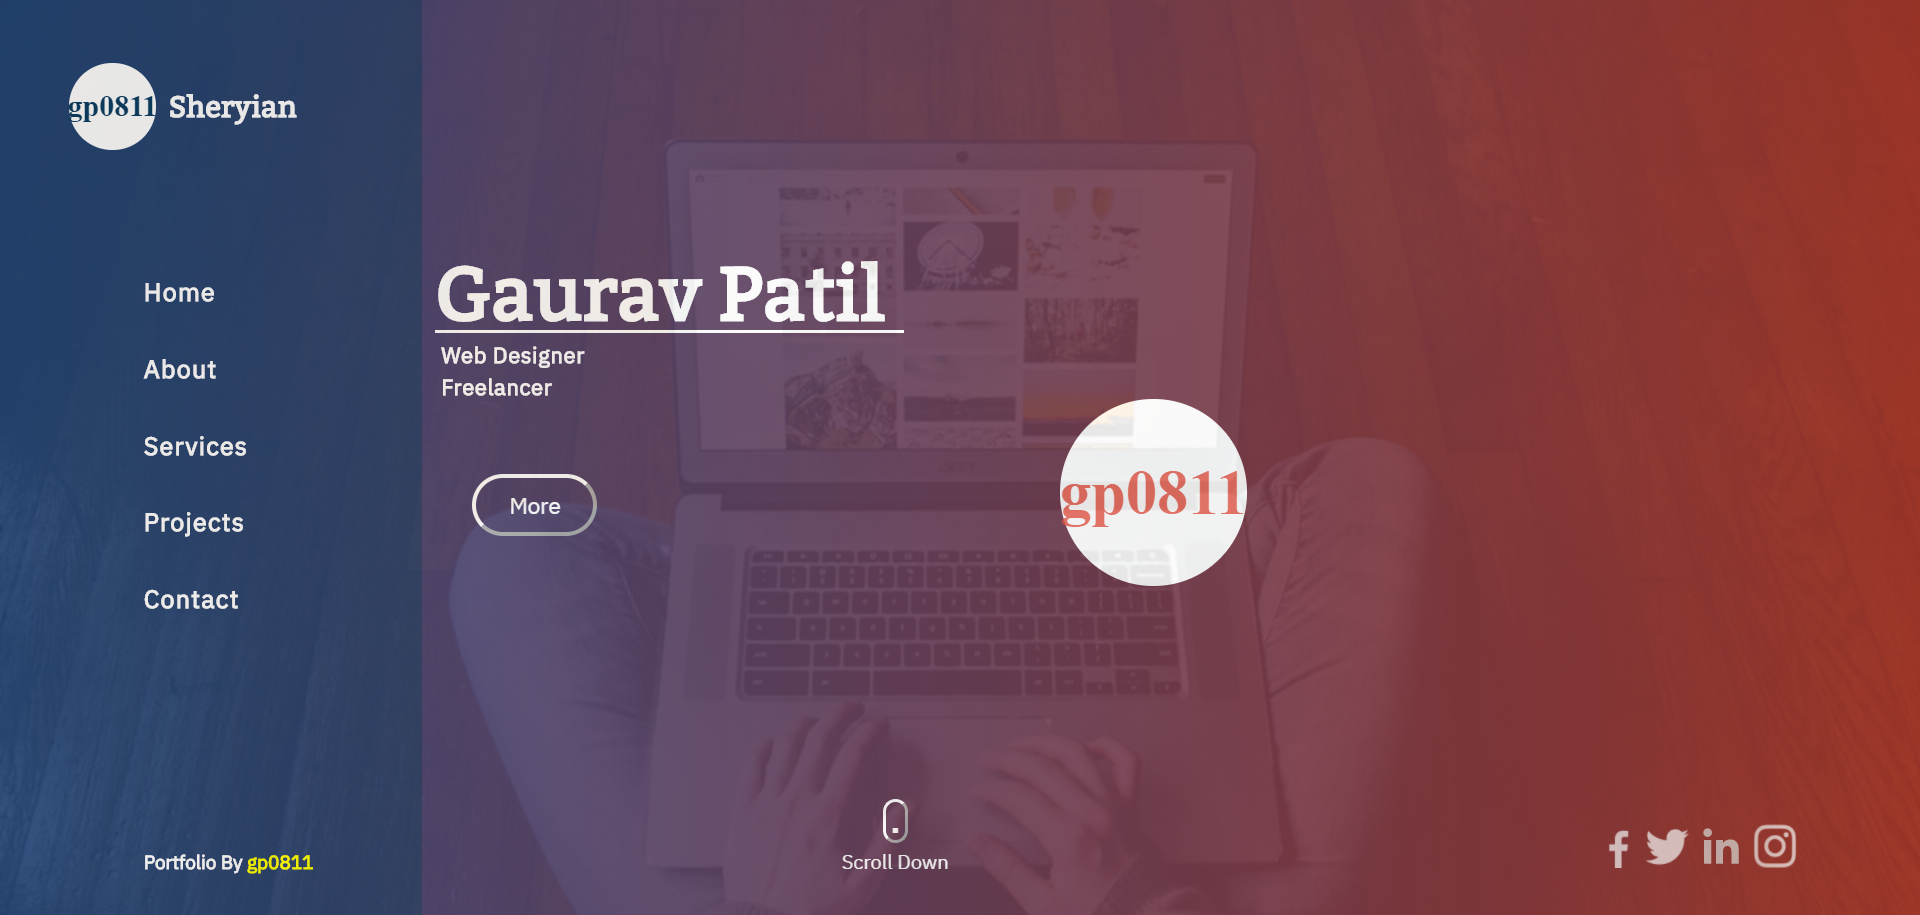 gp0811 Sheryian
Home
About
Services
Projects
Contact
Portfolio By gp0811
Gaurav Patil
Web Designer
Freelancer
More
gp0811
Scroll Down